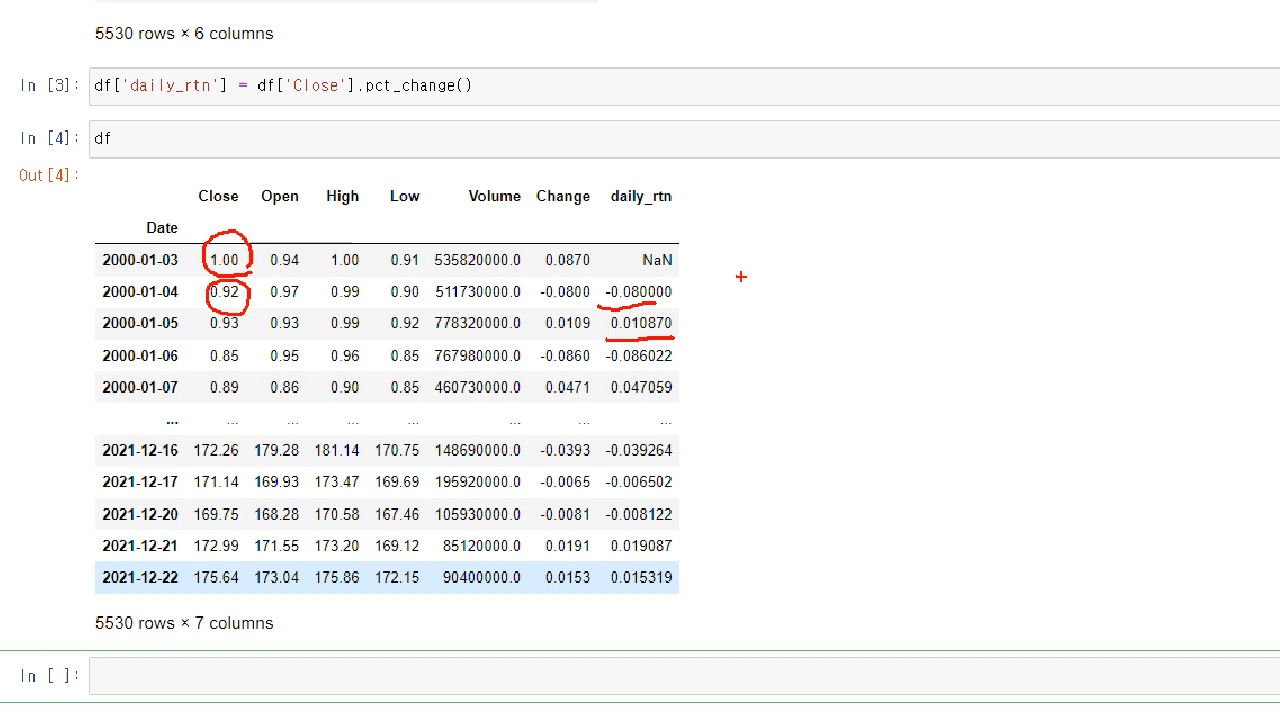 5530 rows × 6 columns
In [3]: df['daily_rtn'] = df['Close'].pct_change()
In [4]: df
Out[4]:
Close Open High Low Volume Change daily_rtn
Date
2000-01-03 1.00 0.94 1.00 0.91 535820000.0 0.0870 NaN
2000-01-04 0.92 0.97 0.99 0.90 511730000.0 -0.0800 -0.080000
2000-01-05 0.93 0.93 0.99 0.92 778320000.0 0.0109 0.010870
2000-01-06 0.85 0.95 0.96 0.85 767980000.0 -0.0860 -0.086022
2000-01-07 0.89 0.86 0.90 0.85 460730000.0 0.0471 0.047059
... ... ... ... ... ... ... ...
2021-12-16 172.26 179.28 181.14 170.75 148690000.0 -0.0393 -0.039264
2021-12-17 171.14 169.93 173.47 169.69 195920000.0 -0.0065 -0.006502
2021-12-20 169.75 168.28 170.58 167.46 105930000.0 -0.0081 -0.008122
2021-12-21 172.99 171.55 173.20 169.12 85120000.0 0.0191 0.019087
2021-12-22 175.64 173.04 175.86 172.15 90400000.0 0.0153 0.015319
5530 rows × 7 columns
In [ ]: